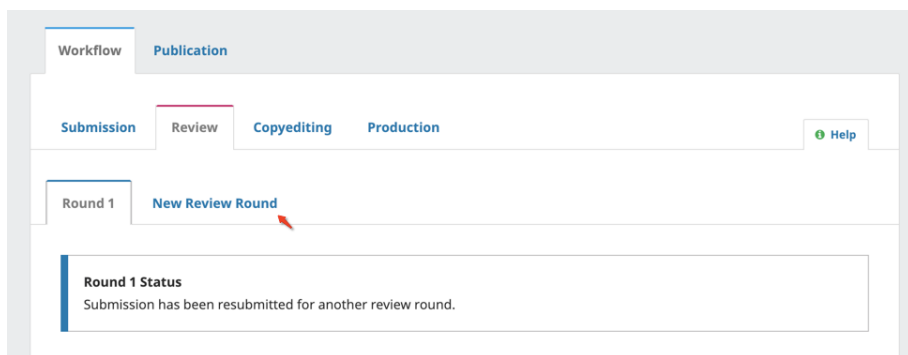 Workflow Publication
Submission Review Copyediting Production
Help
Round 1 New Review Round
Round 1 Status
Submission has been resubmitted for another review round.